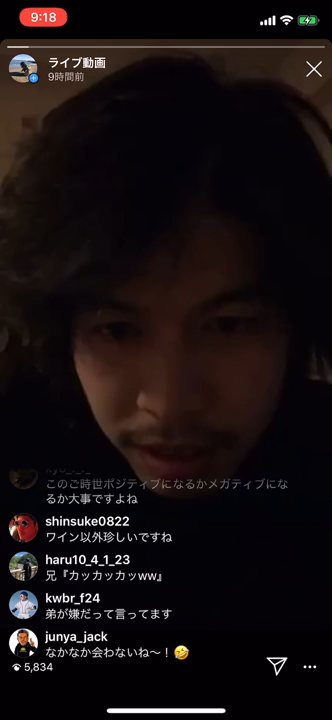 9:18
ライブ動画
9時間前
このご時世ポジティブになるかメガティブにな
るか大事ですよね
shinsuke0822
ワイン以外珍しいですね
haru10_4_1_23
兄『カッカッカッww』
kwbr_f24
弟が嫌だって言ってます
junya_jack
なかなか会わないね〜！🤣
5,834